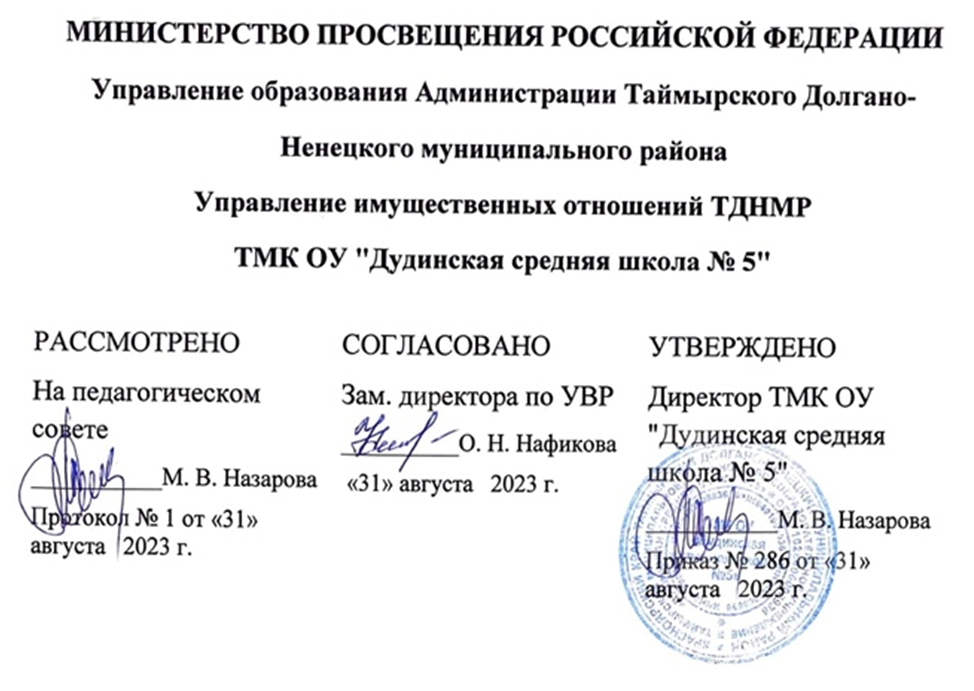 МИНИСТЕРСТВО ПРОСВЕЩЕНИЯ РОССИЙСКОЙ ФЕДЕРАЦИИ
Управление образования Администрации Таймырского Долгано-
Ненецкого муниципального района
Управление имущественных отношений ТДНМР
ТМК ОУ "Дудинская средняя школа № 5"
РАССМОТРЕНО
На педагогическом
совете
М. В. Назарова
Протокол № 1 от «31»
августа 2023 г.
СОГЛАСОВАНО
Зам. директора по УВР
О. Н. Нафикова
«31» августа 2023 г.
УТВЕРЖДЕНО
Директор ТМК ОУ
"Дудинская средняя
школа № 5"
М. В. Назарова
Приказ № 286 от «31»
августа 2023 г.